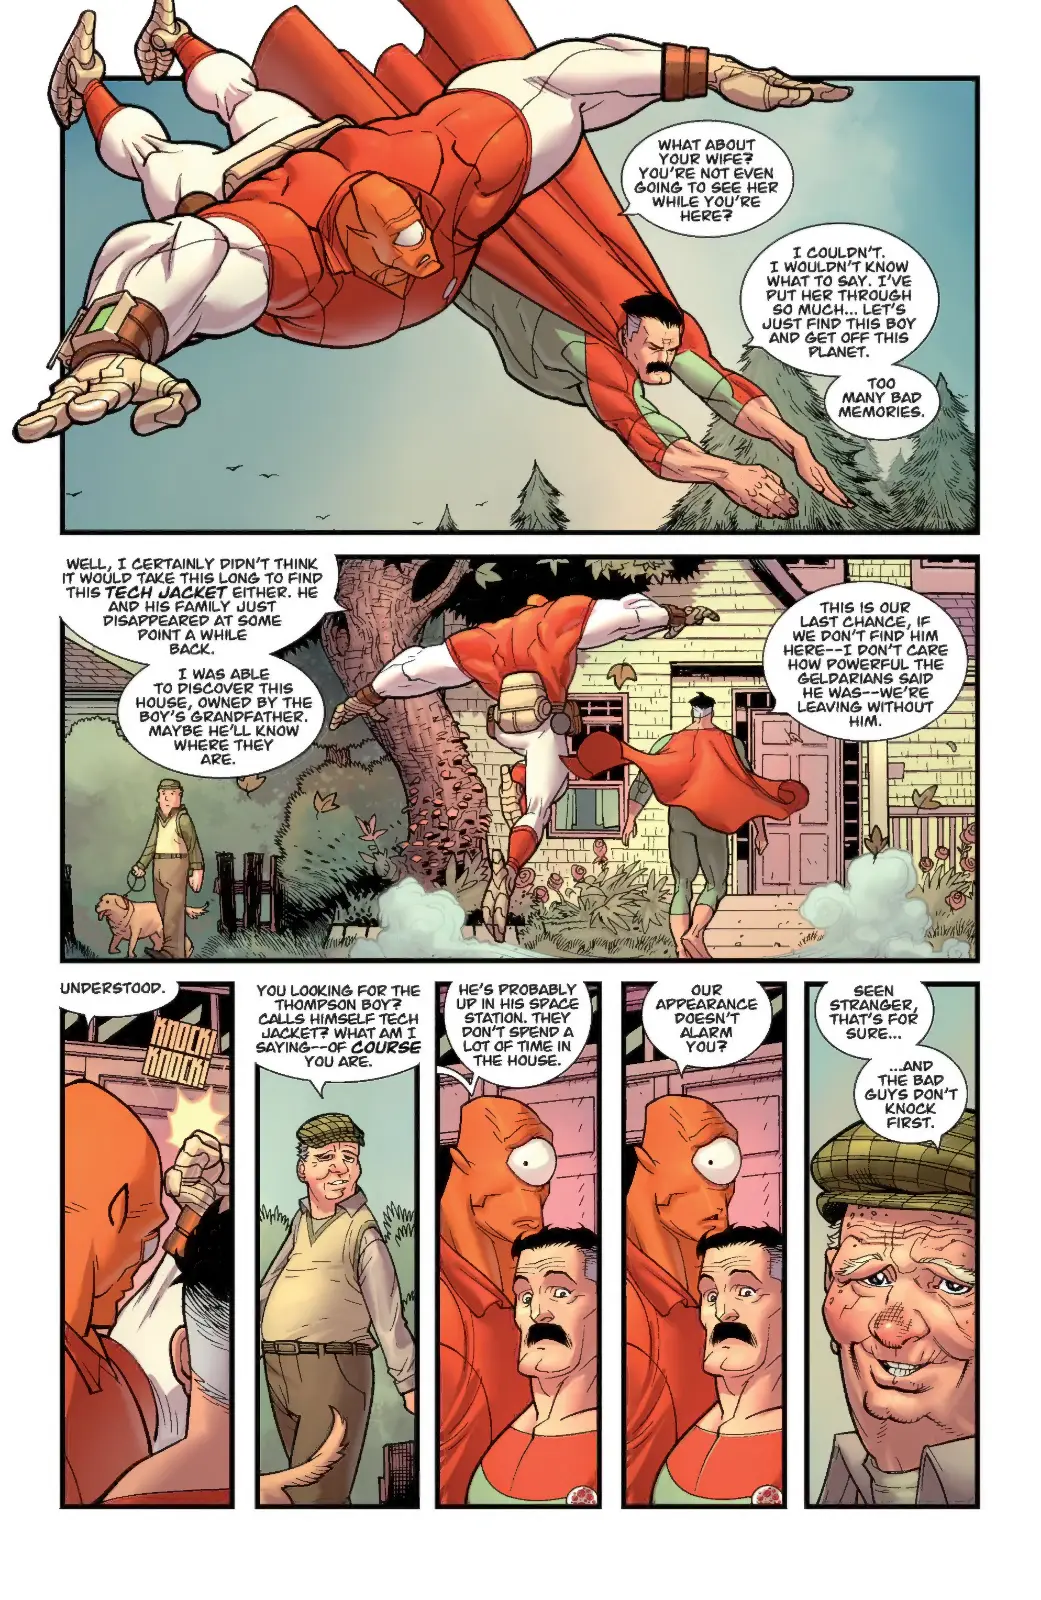 WHAT ABOUT
YOUR WIFE?
YOU'RE NOT EVEN
GOING TO SEE HER
WHILE YOU'RE
HERE?
I COULDN'T.
I WOULDN'T KNOW
WHAT TO SAY. I'VE
PUT HER THROUGH
SO MUCH... LET'S
JUST FIND THIS BOY
AND GET OFF THIS
PLANET.
TOO
MANY BAD
MEMORIES.
WELL, I CERTAINLY DIDN'T THINK
IT WOULD TAKE THIS LONG TO FIND
THIS TECH JACKET EITHER. HE
AND HIS FAMILY JUST
DISAPPEARED AT SOME
POINT A WHILE
BACK.
I WAS ABLE
TO DISCOVER THIS
HOUSE, OWNED BY THE
BOY'S GRANDFATHER.
MAYBE HE'LL KNOW
WHERE THEY
ARE.
THIS IS OUR
LAST CHANCE, IF
WE DON'T FIND HIM
HERE--I DON'T CARE
HOW POWERFUL THE
GELDARIANS SAID
HE WAS--WE'RE
LEAVING WITHOUT
HIM.
UNDERSTOOD.
KNOCK!
KNOCK!
YOU LOOKING FOR THE
THOMPSON BOY?
CALLS HIMSELF TECH
JACKET? WHAT AM I
SAYING--OF COURSE
YOU ARE.
HE'S PROBABLY
UP IN HIS SPACE
STATION. THEY
DON'T SPEND A
LOT OF TIME IN
THE HOUSE.
OUR
APPEARANCE
DOESN'T
ALARM
YOU?
SEEN
STRANGER,
THAT'S FOR
SURE...
...AND
THE BAD
GUYS DON'T
KNOCK
FIRST.